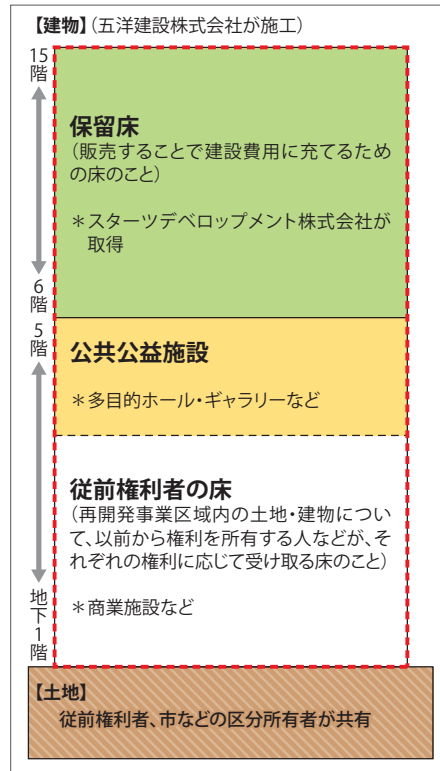 【建物】(五洋建設株式会社が施工)
15
階
保留床
(販売することで建設費用に充てるため
の床のこと)
＊スターツデベロップメント株式会社が
取得
6
階
5
階
公共公益施設
＊多目的ホール・ギャラリーなど
従前権利者の床
(再開発事業区域内の土地・建物につい
て、以前から権利を所有する人などが、そ
れぞれの権利に応じて受け取る床のこと)
＊商業施設など
地
下
1
階
【土地】
従前権利者、市などの区分所有者が共有